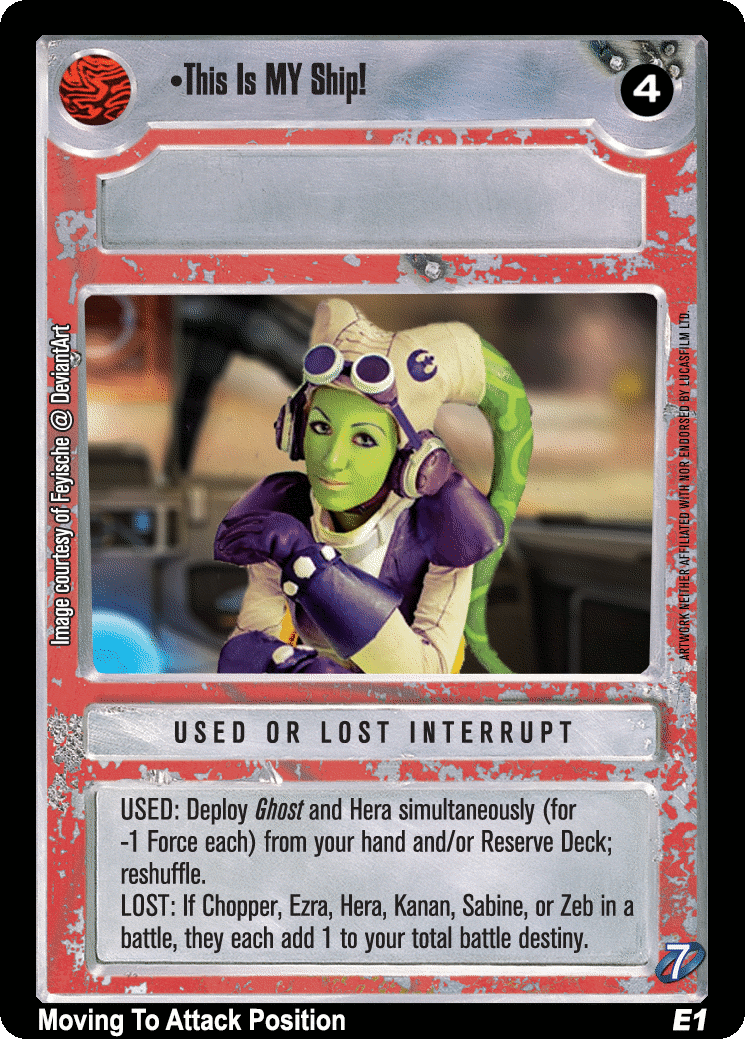 •This Is MY Ship!
4
Image courtesy of Feyische @ DeviantArt
ARTWORK NEITHER AFFILIATED WITH NOR ENDORSED BY LUCASFILM LTD.
USED OR LOST INTERRUPT
USED: Deploy Ghost and Hera simultaneously (for
-1 Force each) from your hand and/or Reserve Deck;
reshuffle.
LOST: If Chopper, Ezra, Hera, Kanan, Sabine, or Zeb in a
battle, they each add 1 to your total battle destiny.
7
Moving To Attack Position
E1